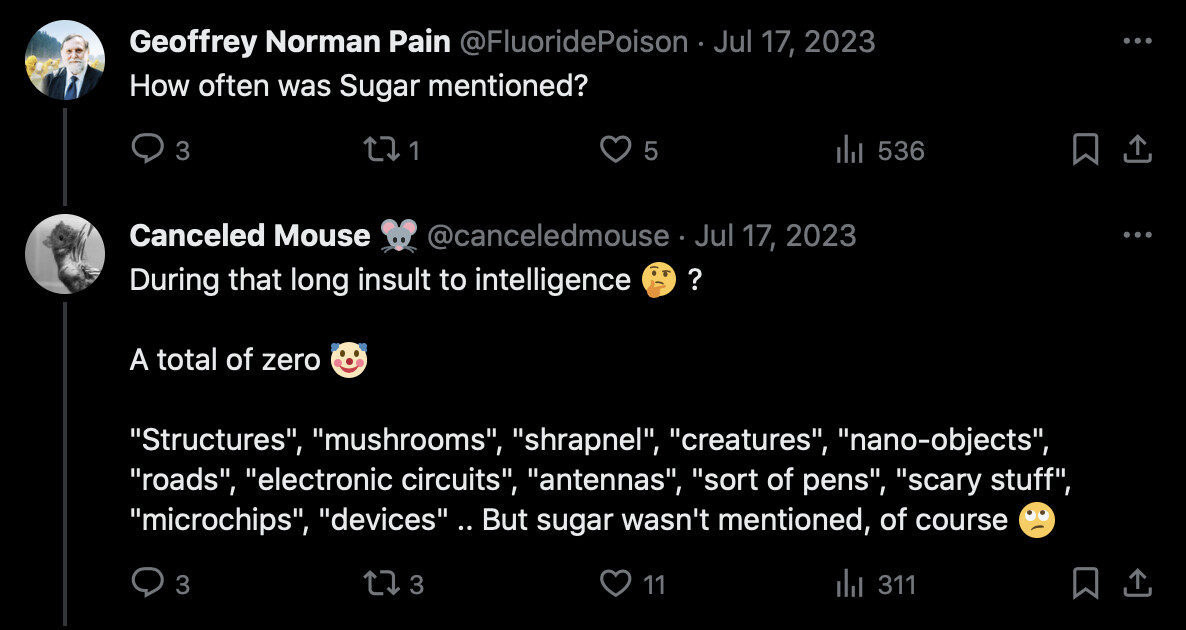 Geoffrey Norman Pain @FluoridePoison · Jul 17, 2023
How often was Sugar mentioned?
3 1 5 536
Canceled Mouse 🐭 @canceledmouse · Jul 17, 2023
During that long insult to intelligence 🤔 ?
A total of zero 🤡
"Structures", "mushrooms", "shrapnel", "creatures", "nano-objects",
"roads", "electronic circuits", "antennas", "sort of pens", "scary stuff",
"microchips", "devices" .. But sugar wasn't mentioned, of course 🙄
3 3 11 311